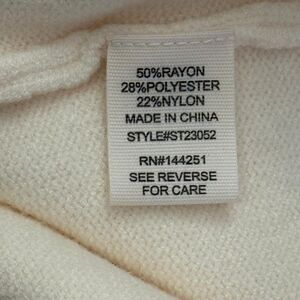 50%RAYON
28%POLYESTER
22%NYLON
MADE IN CHINA
STYLE#ST23052
RN#144251
SEE REVERSE
FOR CARE